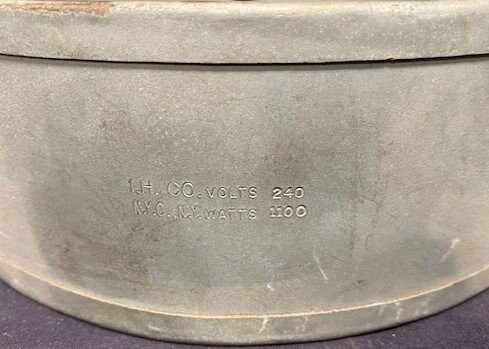 I.H. CO. VOLTS 240
N.Y.C., N.Y. WATTS 1100